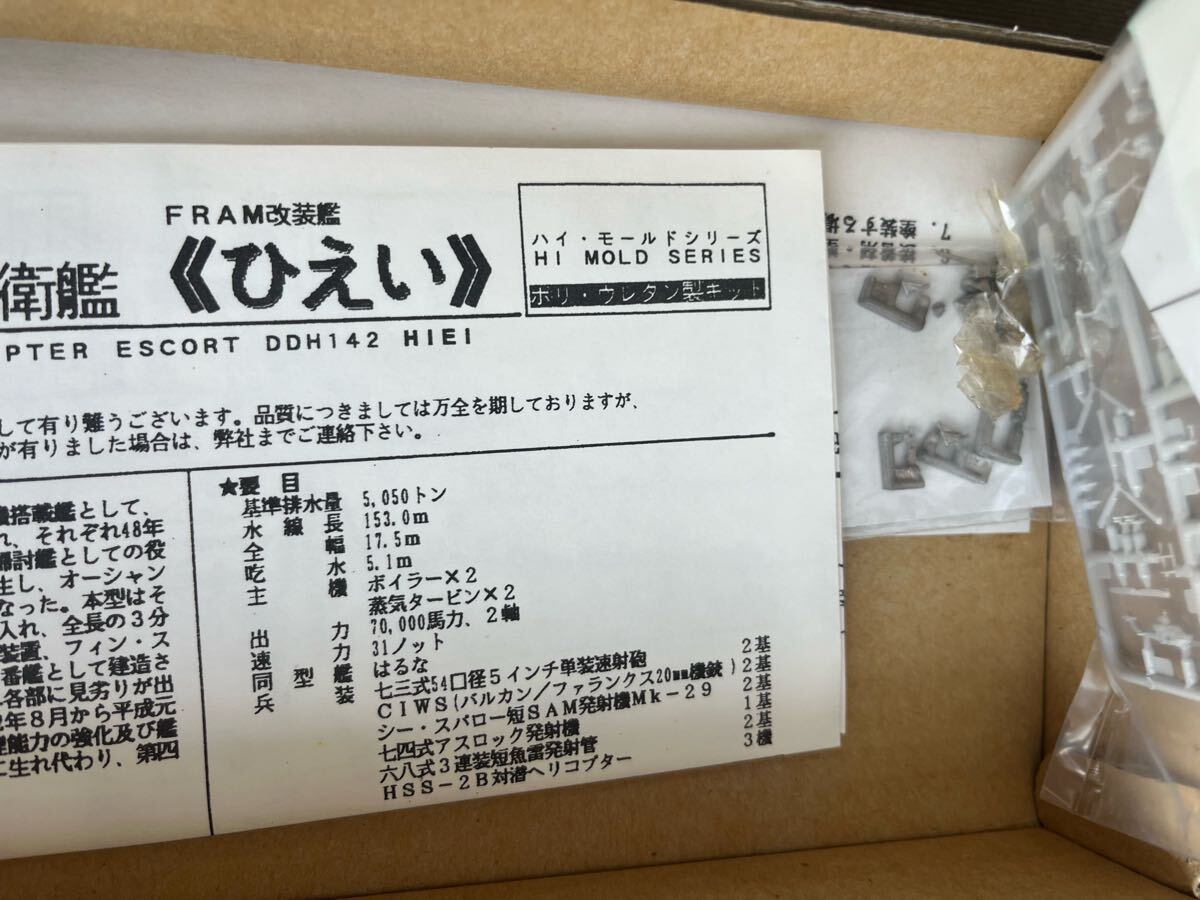 FRAM改装艦
衛艦 《ひえい》
PTER ESCORT DDH142 HIEI
ハイ・モールドシリーズ
HI MOLD SERIES
ポリ・ウレタン製キット
して有り難うございます。品質につきましては万全を期しておりますが、
が有りました場合は、弊社までご連絡下さい。
機搭載艦として、
れ、それぞれ48年
掃討艦としての役
生し、オーシャン
なった。本型はそ
入れ、全長の3分
装置、フィン・ス
番艦として建造さ
各部に見劣りが出
2年8月から平成元
理能力の強化及び艦
に生れ代わり、第四
★要目
基準排水量 5,050トン
水線長 153.0m
全幅 17.5m
吃水 5.1m
主機 ボイラー×2
蒸気タービン×2
出力 70,000馬力、2軸
速力 31ノット
同型艦 はるな
兵装 七三式54口径5インチ単装速射砲 2基
CIWS(バルカン/ファランクス20mm機銃) 2基
シー・スパロー短SAM発射機Mk-29 2基
七四式アスロック発射機 1基
六八式3連装短魚雷発射管 2基
HSS-2B対潜ヘリコプター 3機
7. 塗装する場